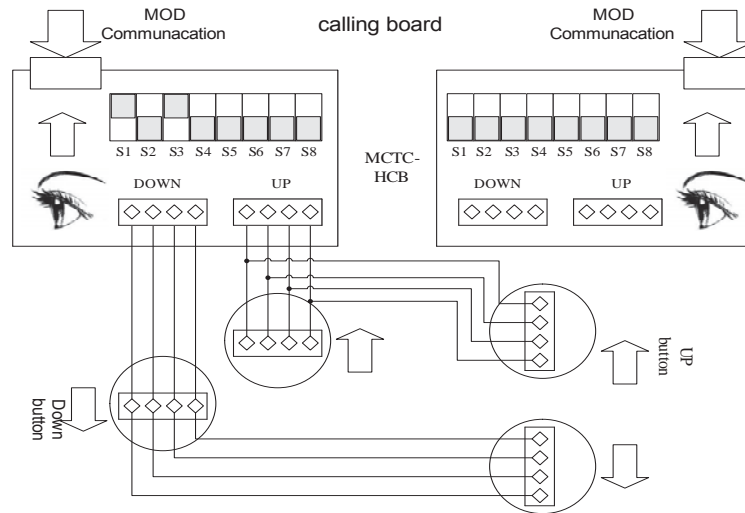 MOD
Communacation
calling board
MOD
Communacation
S1 S2 S3 S4 S5 S6 S7 S8
DOWN UP
MCTC-
HCB
S1 S2 S3 S4 S5 S6 S7 S8
DOWN UP
UP
button
Down
button